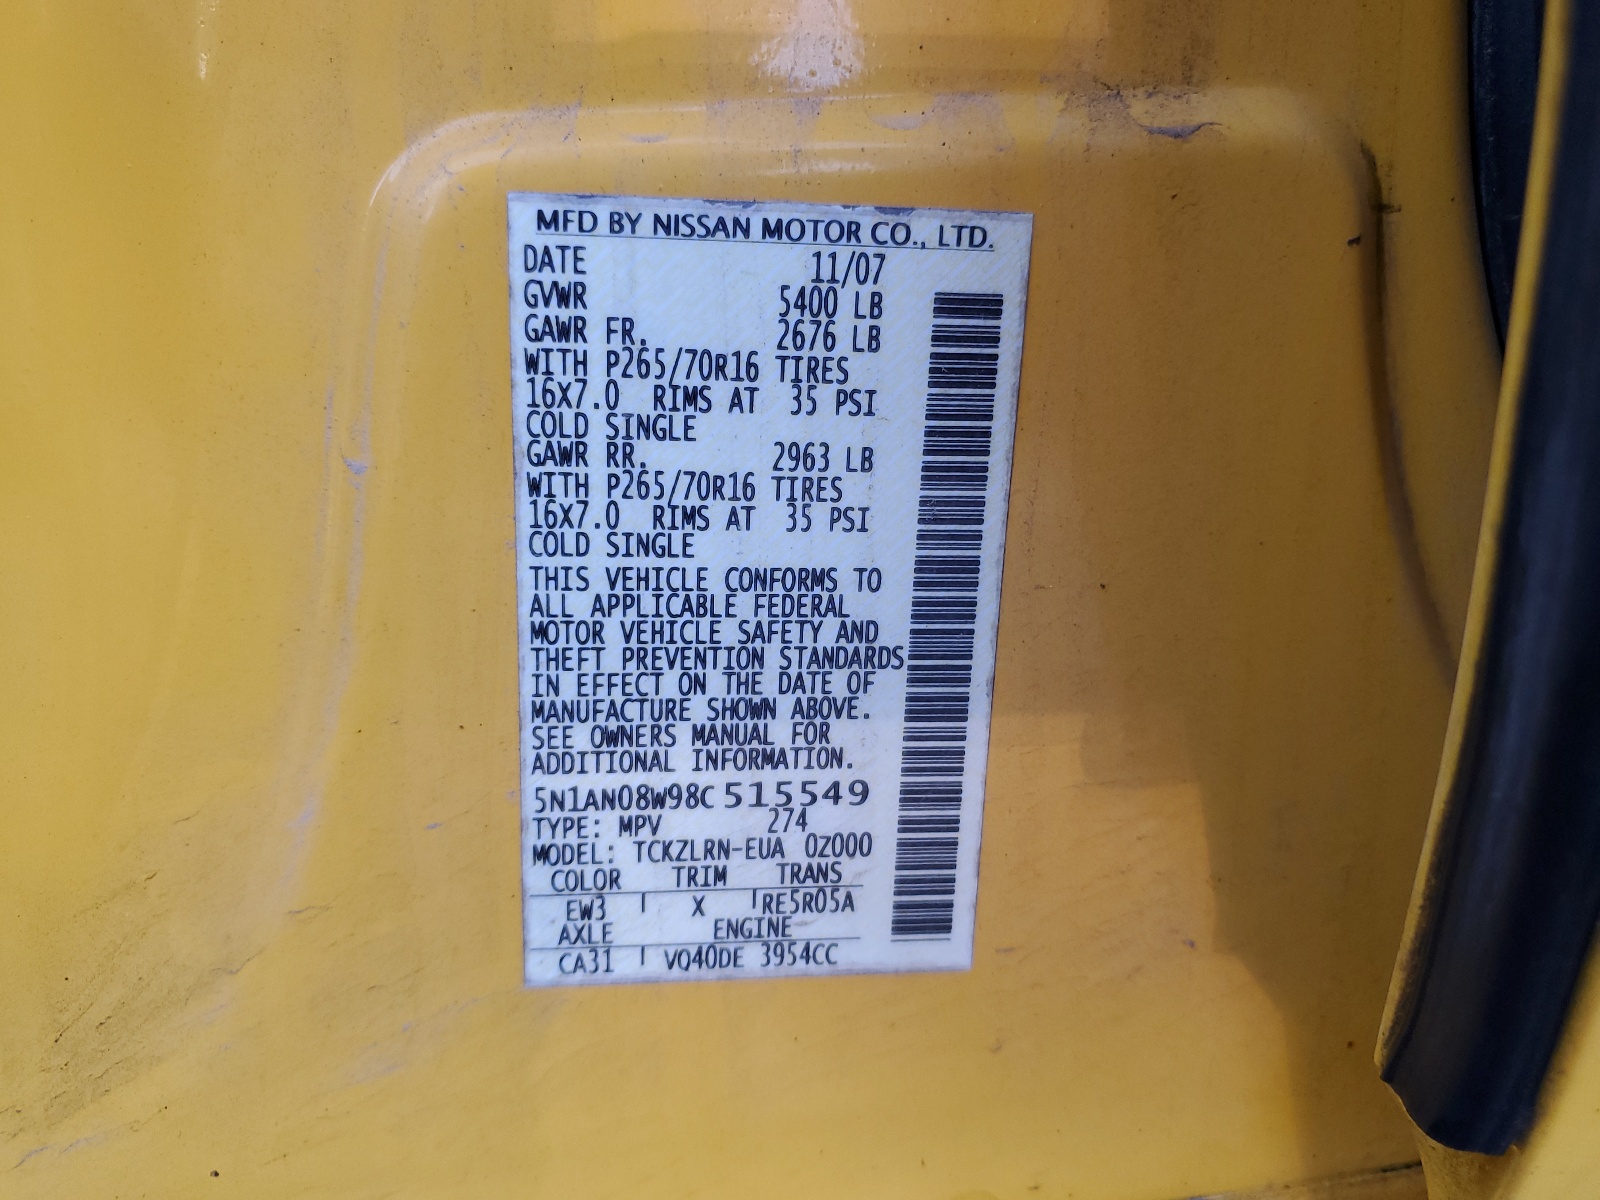 MFD BY NISSAN MOTOR CO., LTD.
DATE 11/07
GVWR 5400 LB
GAWR FR. 2676 LB
WITH P265/70R16 TIRES
16X7.0 RIMS AT 35 PSI
COLD SINGLE
GAWR RR. 2963 LB
WITH P265/70R16 TIRES
16X7.0 RIMS AT 35 PSI
COLD SINGLE
THIS VEHICLE CONFORMS TO
ALL APPLICABLE FEDERAL
MOTOR VEHICLE SAFETY AND
THEFT PREVENTION STANDARDS
IN EFFECT ON THE DATE OF
MANUFACTURE SHOWN ABOVE.
SEE OWNERS MANUAL FOR
ADDITIONAL INFORMATION.
5N1AN08W98C515549
TYPE: MPV 274
MODEL: TCKZLRN-EUA 0Z000
COLOR TRIM TRANS
EW3 X RE5R05A
AXLE ENGINE
CA31 VQ40DE 3954CC